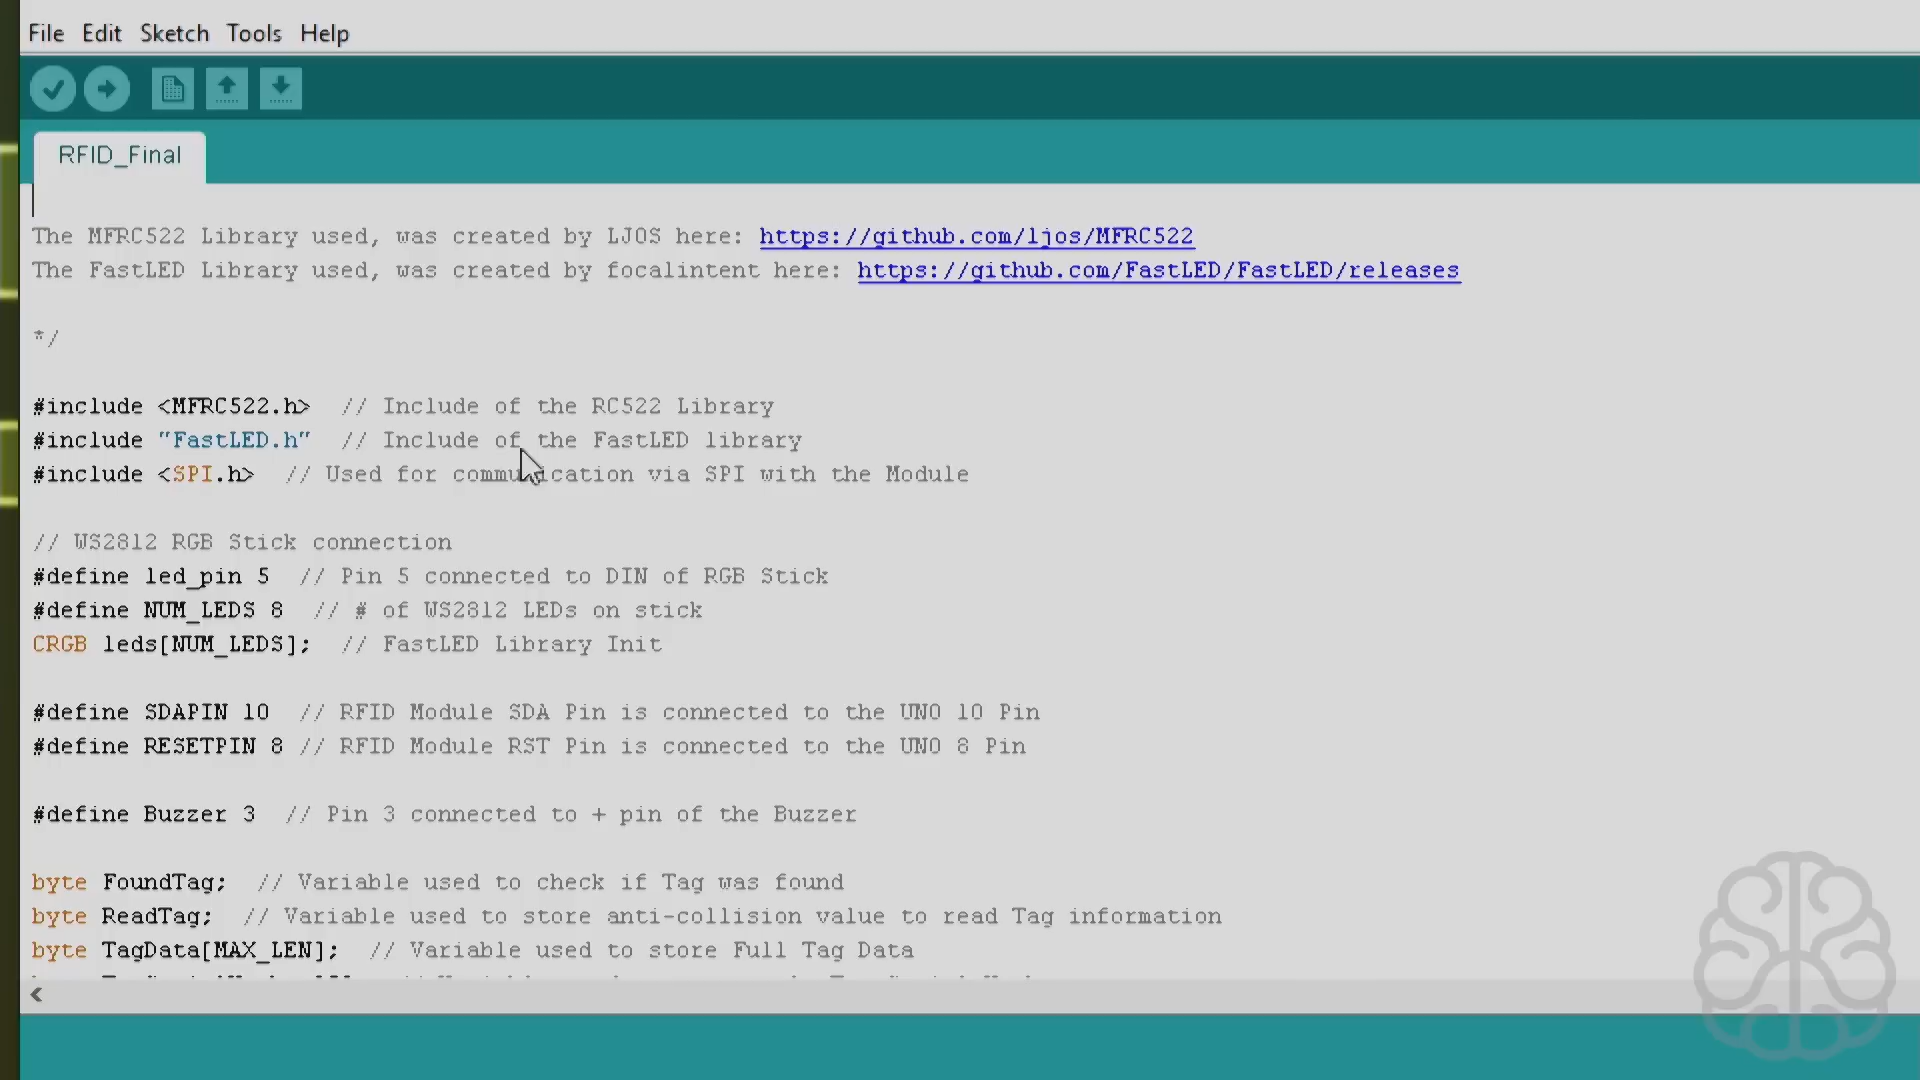 File Edit Sketch Tools Help
RFID_Final
The MFRC522 Library used, was created by LJOS here: https://github.com/ljos/MFRC522
The FastLED Library used, was created by focalintent here: https://github.com/FastLED/FastLED/releases
*/
#include <MFRC522.h>  // Include of the RC522 Library
#include "FastLED.h"  // Include of the FastLED library
#include <SPI.h>  // Used for communication via SPI with the Module
// WS2812 RGB Stick connection
#define led_pin 5  // Pin 5 connected to DIN of RGB Stick
#define NUM_LEDS 8  // # of WS2812 LEDs on stick
CRGB leds[NUM_LEDS];  // FastLED Library Init
#define SDAPIN 10  // RFID Module SDA Pin is connected to the UNO 10 Pin
#define RESETPIN 8 // RFID Module RST Pin is connected to the UNO 8 Pin
#define Buzzer 3  // Pin 3 connected to + pin of the Buzzer
byte FoundTag;  // Variable used to check if Tag was found
byte ReadTag;  // Variable used to store anti-collision value to read Tag information
byte TagData[MAX_LEN];  // Variable used to store Full Tag Data